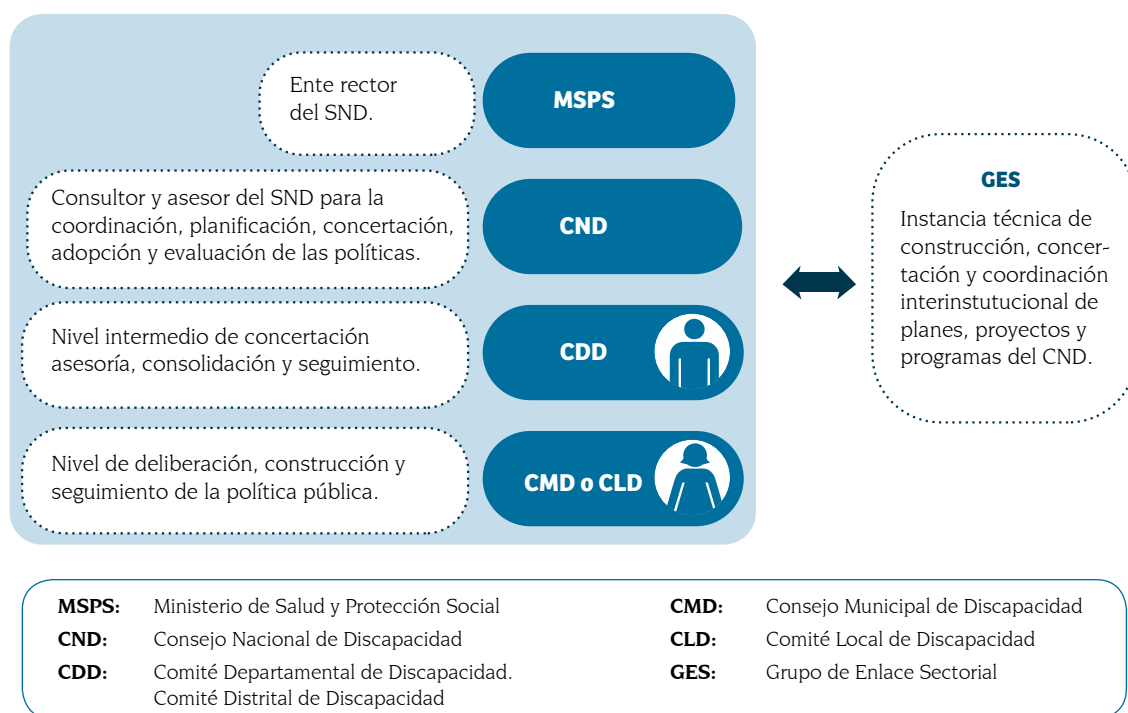 Ente rector
del SND.
MSPS
Consultor y asesor del SND para la
coordinación, planificación, concertación,
adopción y evaluación de las políticas.
CND
Nivel intermedio de concertación
asesoría, consolidación y seguimiento.
CDD
Nivel de deliberación, construcción y
seguimiento de la política pública.
CMD o CLD
GES
Instancia técnica de
construcción, concer-
tación y coordinación
interinstutucional de
planes, proyectos y
programas del CND.
MSPS: Ministerio de Salud y Protección Social
CND: Consejo Nacional de Discapacidad
CDD: Comité Departamental de Discapacidad.
Comité Distrital de Discapacidad
CMD: Consejo Municipal de Discapacidad
CLD: Comité Local de Discapacidad
GES: Grupo de Enlace Sectorial